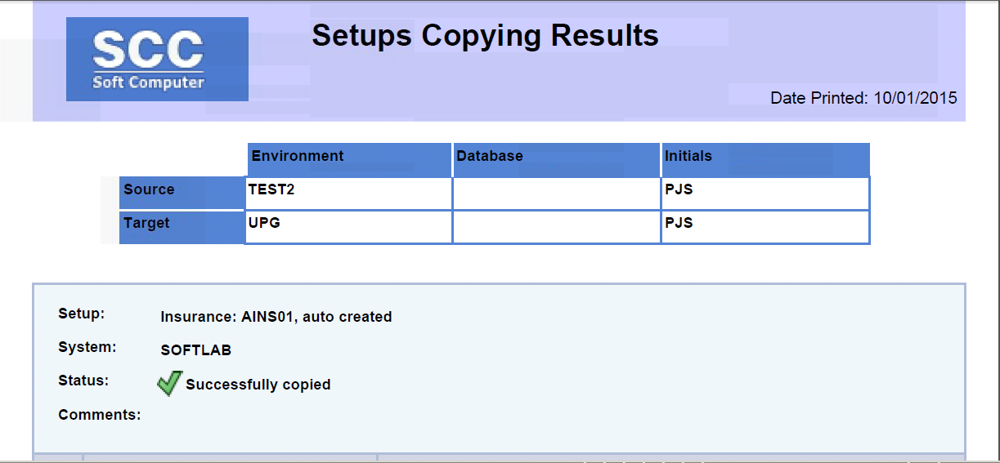 SCC
Soft Computer
Setups Copying Results
Date Printed: 10/01/2015
Environment Database Initials
Source TEST2 PJS
Target UPG PJS
Setup: Insurance: AINS01, auto created
System: SOFTLAB
Status: Successfully copied
Comments: